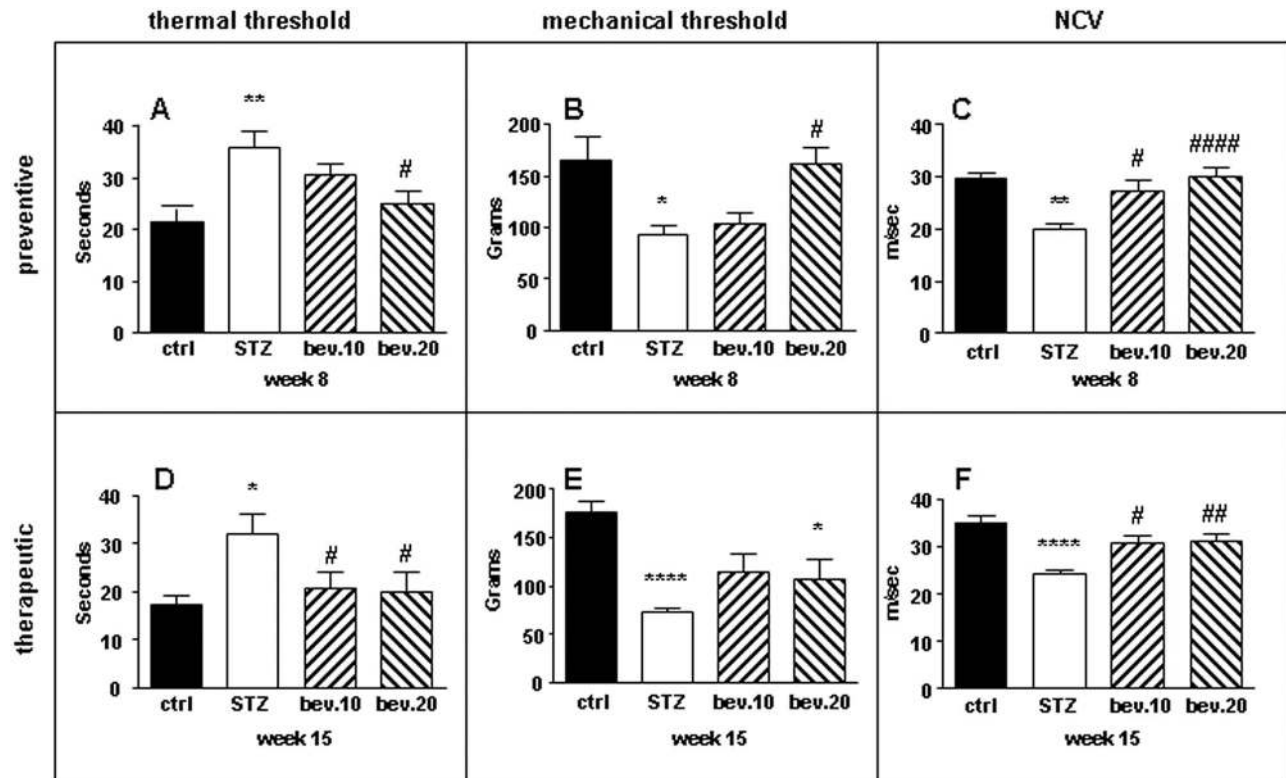 thermal threshold mechanical threshold NCV
preventive
A
**
#
Seconds
40
30
20
10
0
ctrl STZ bev.10 bev.20
week 8
B
*
#
Grams
200
150
100
50
0
ctrl STZ bev.10 bev.20
week 8
C
**
#
####
m/sec
40
30
20
10
0
ctrl STZ bev.10 bev.20
week 8
therapeutic
D
*
#
#
Seconds
40
30
20
10
0
ctrl STZ bev.10 bev.20
week 15
E
****
*
Grams
200
150
100
50
0
ctrl STZ bev.10 bev.20
week 15
F
****
#
##
m/sec
40
30
20
10
0
ctrl STZ bev.10 bev.20
week 15